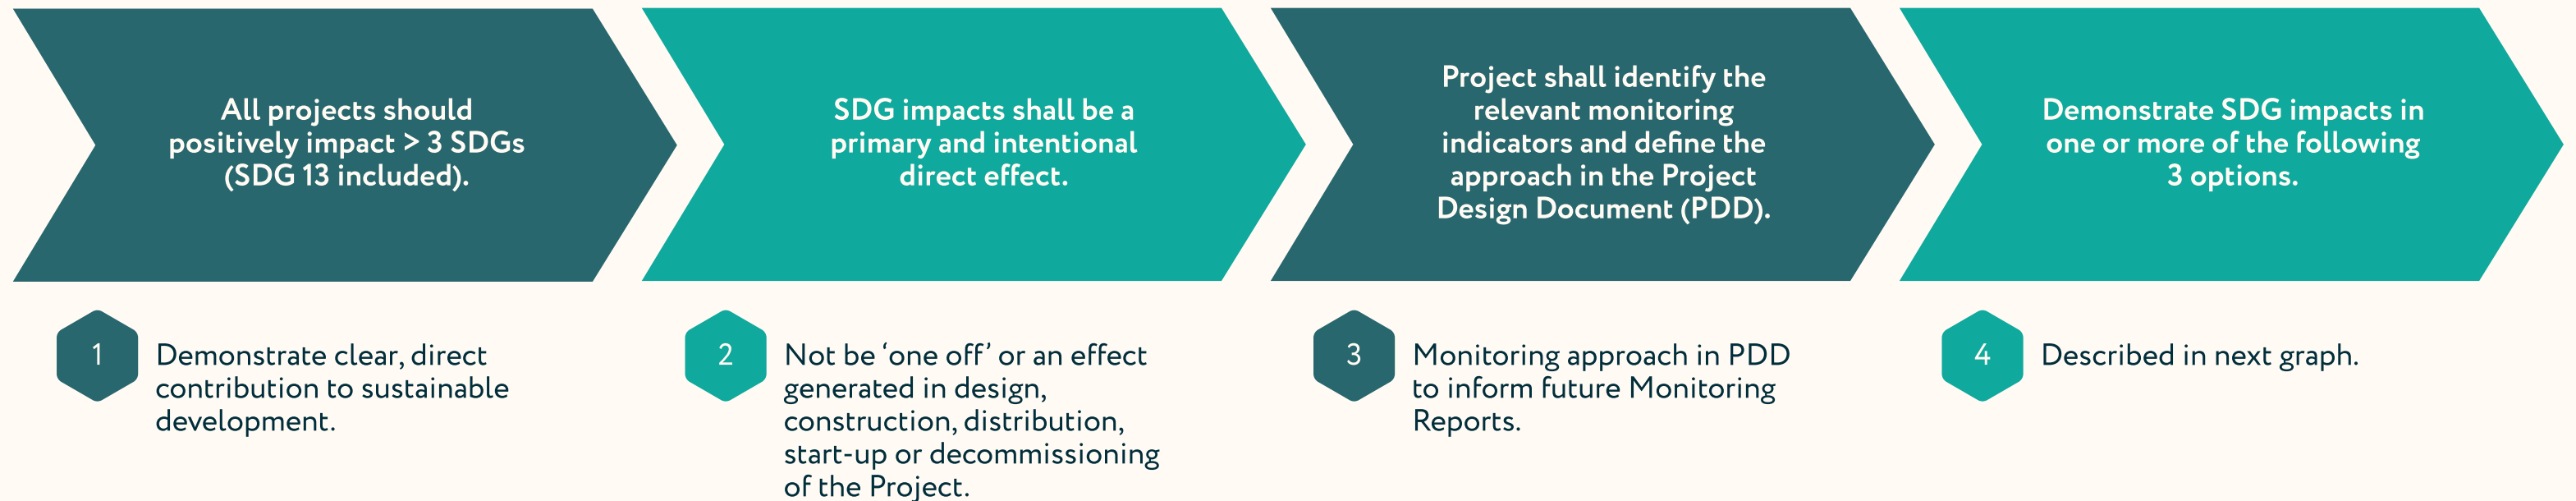 All projects should
positively impact > 3 SDGs
(SDG 13 included).
SDG impacts shall be a
primary and intentional
direct effect.
Project shall identify the
relevant monitoring
indicators and define the
approach in the Project
Design Document (PDD).
Demonstrate SDG impacts in
one or more of the following
3 options.
1
Demonstrate clear, direct
contribution to sustainable
development.
2
Not be ‘one off’ or an effect
generated in design,
construction, distribution,
start-up or decommissioning
of the Project.
3
Monitoring approach in PDD
to inform future Monitoring
Reports.
4
Described in next graph.